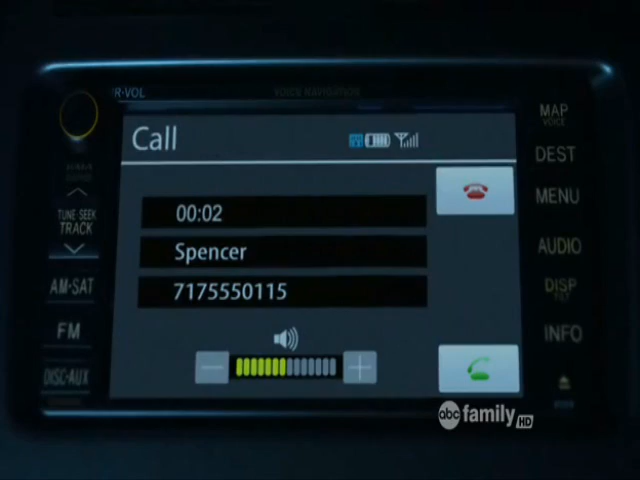 R·VOL
VOICE NAVIGATION
MAP
VOICE
Call
DEST
MENU
TUNE·SEEK
TRACK
00:02
Spencer
AUDIO
7175550115
AM·SAT
DISP
FM
INFO
DISC·AUX
abc family HD